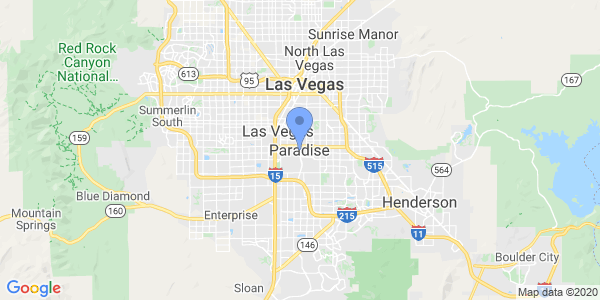 Sunrise Manor
North Las
Vegas
Red Rock
Canyon
National...
613
95
Las Vegas
167
Summerlin
South
159
Las Vegas
Paradise
515
564
15
Blue Diamond
160
Enterprise
215
Henderson
Mountain
Springs
11
146
Boulder City
Sloan
Google
Map data ©2020